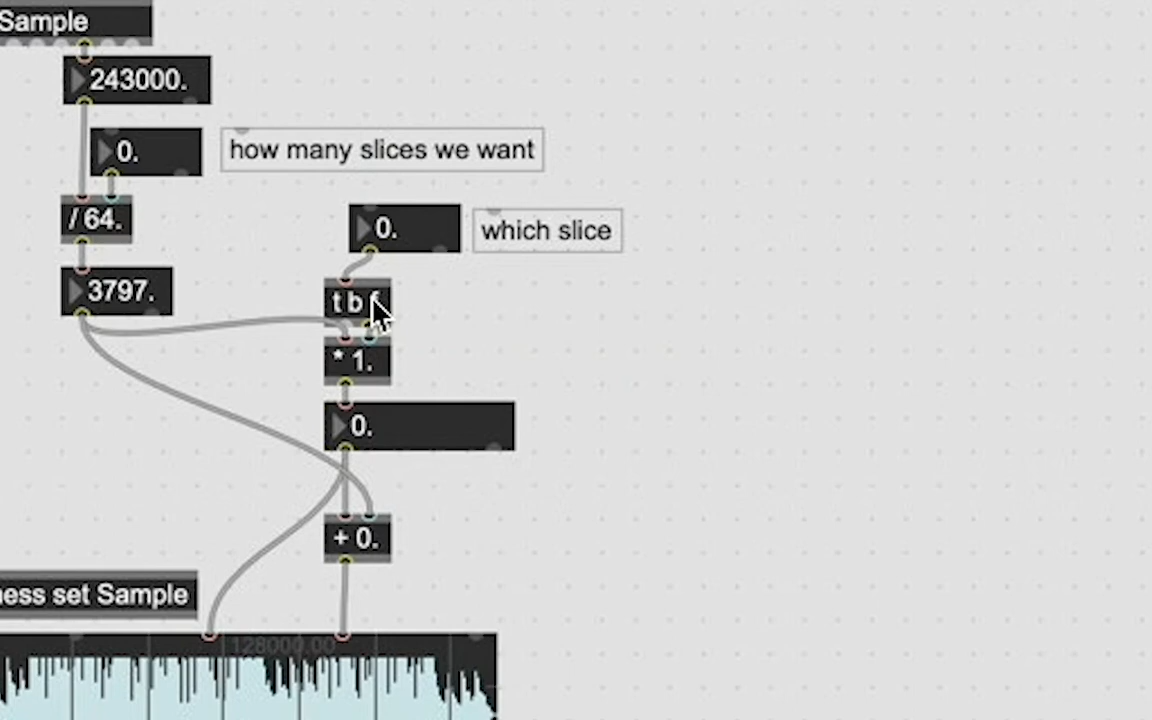 Sample
243000.
0.
how many slices we want
/ 64.
0.
which slice
3797.
t b f
* 1.
0.
+ 0.
ness set Sample
128000.00